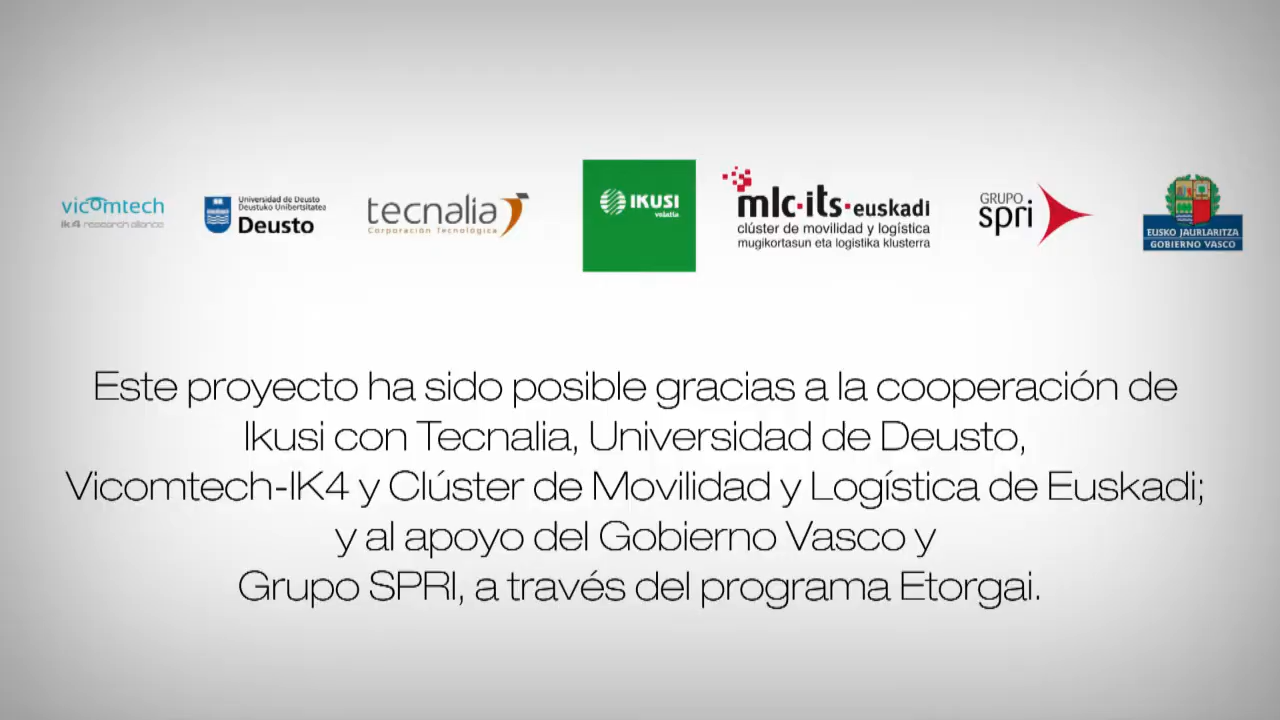 vicomtech
ik4 research alliance
Universidad de Deusto
Deustuko Unibertsitatea
Deusto
tecnalia
Corporación Tecnológica
IKUSI
velatia
mlc·its·euskadi
clúster de movilidad y logística
mugikortasun eta logistika klusterra
GRUPO
spri
EUSKO JAURLARITZA
GOBIERNO VASCO
Este proyecto ha sido posible gracias a la cooperación de
Ikusi con Tecnalia, Universidad de Deusto,
Vicomtech-IK4 y Clúster de Movilidad y Logística de Euskadi;
y al apoyo del Gobierno Vasco y
Grupo SPRI, a través del programa Etorgai.